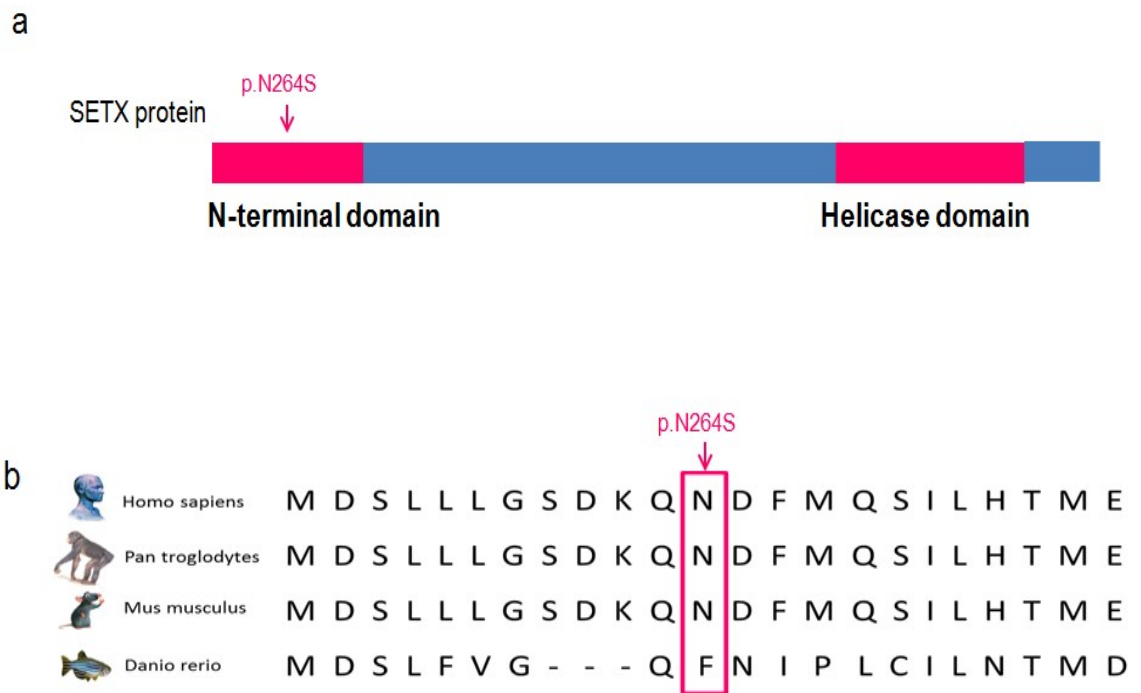 a
p.N264S
SETX protein
N-terminal domain
Helicase domain
p.N264S
b
Homo sapiens M D S L L L G S D K Q N D F M Q S I L H T M E
Pan troglodytes M D S L L L G S D K Q N D F M Q S I L H T M E
Mus musculus M D S L L L G S D K Q N D F M Q S I L H T M E
Danio rerio M D S L F V G - - - Q F N I P L C I L N T M D